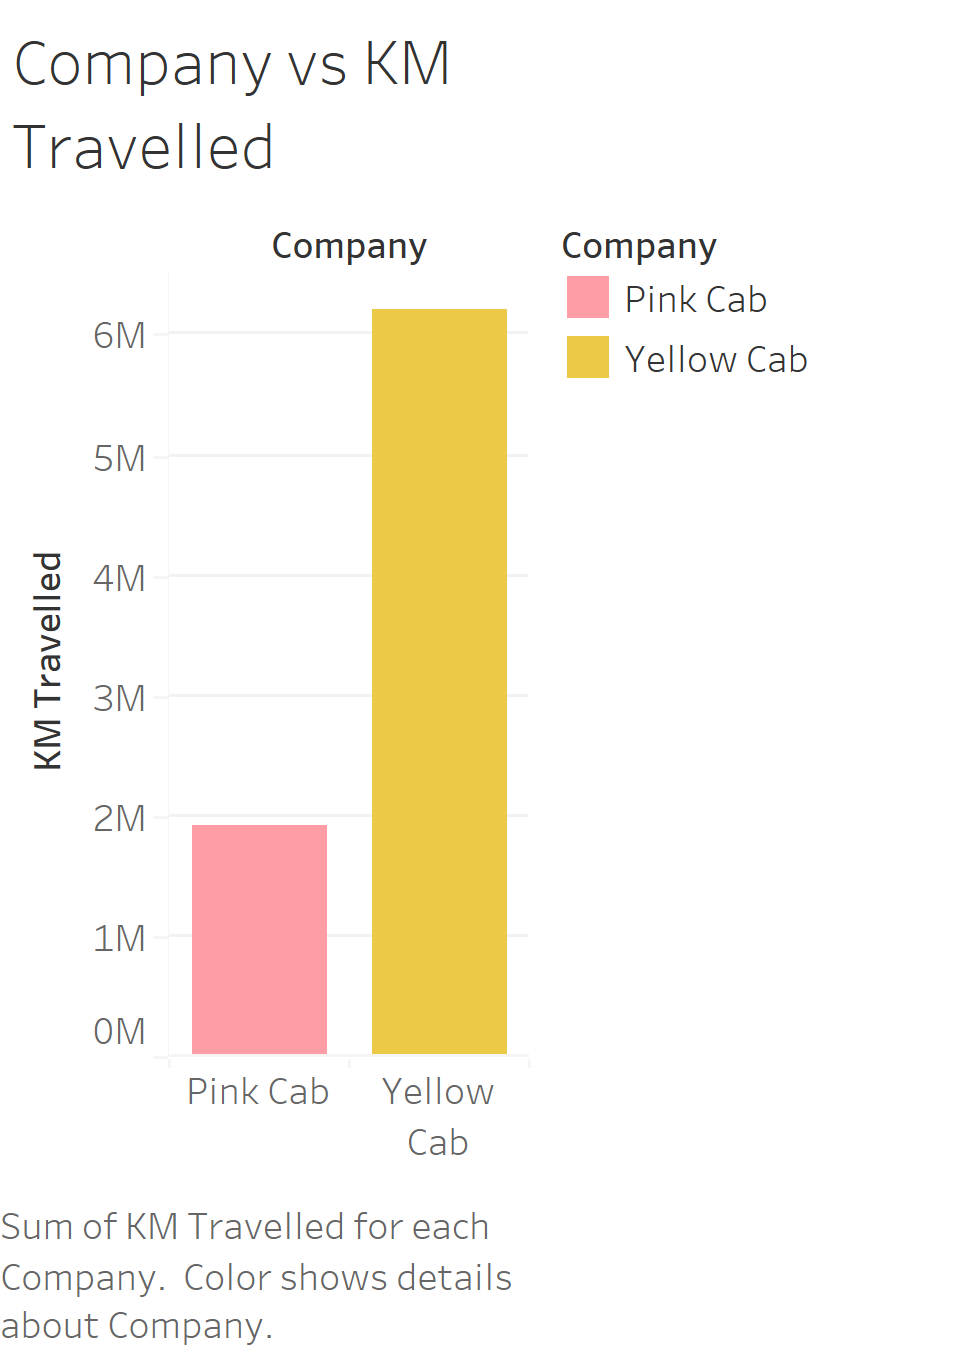 Company vs KM
Travelled
Company
Company
Pink Cab
Yellow Cab
6M
5M
4M
3M
2M
1M
0M
KM Travelled
Pink Cab
Yellow
Cab
Sum of KM Travelled for each
Company.  Color shows details
about Company.